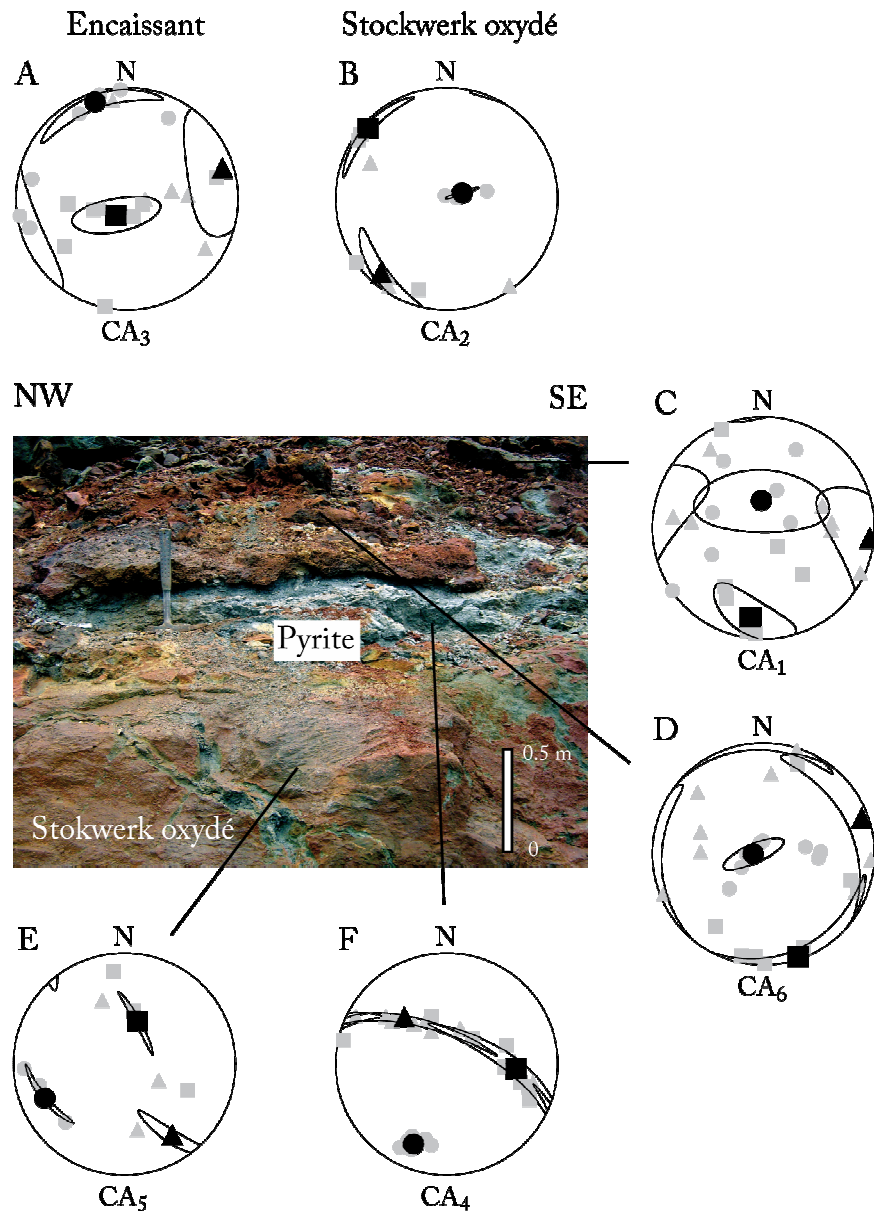 Encaissant
Stockwerk oxydé
A
N
B
N
CA3
CA2
NW
SE
C
N
CA1
Pyrite
0.5 m
Stokwerk oxydé
0
D
N
CA6
E
N
F
N
CA5
CA4